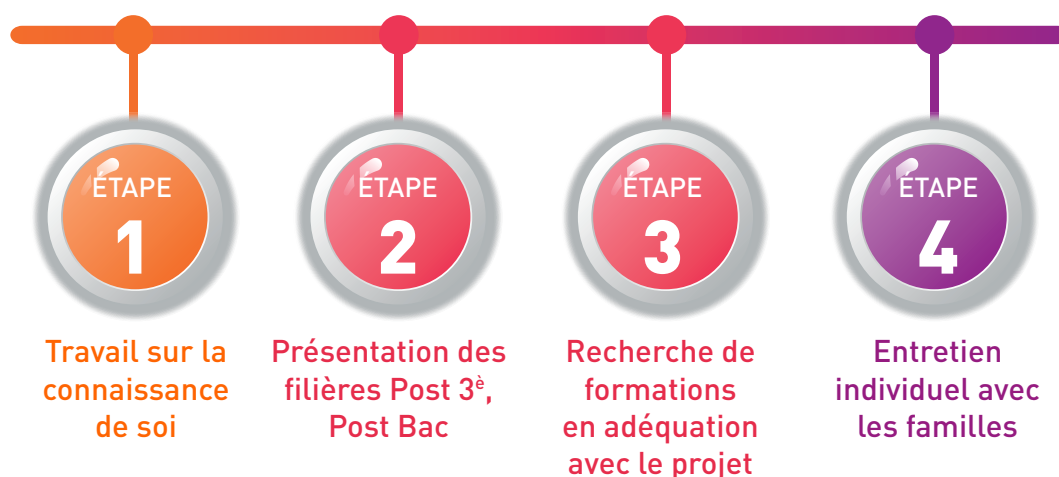 ÉTAPE
1
Travail sur la
connaissance
de soi
ÉTAPE
2
Présentation des
filières Post 3è,
Post Bac
ÉTAPE
3
Recherche de
formations
en adéquation
avec le projet
ÉTAPE
4
Entretien
individuel avec
les familles